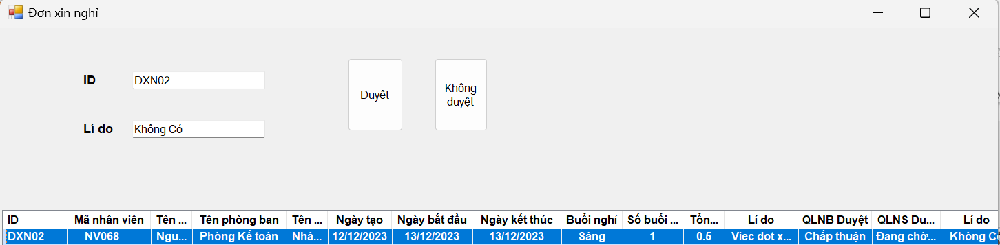 Đơn xin nghỉ
ID DXN02
Duyệt
Không
duyệt
Lí do Không Có
ID Mã nhân viên Tên ... Tên phòng ban Tên ... Ngày tạo Ngày bắt đầu Ngày kết thúc Buổi nghỉ Số buổi ... Tổn... Lí do QLNB Duyệt QLNS Du... Lí do
DXN02 NV068 Ngu... Phòng Kế toán Nhâ... 12/12/2023 13/12/2023 13/12/2023 Sáng 1 0.5 Viec dot x... Chấp thuận Đang chờ... Không C